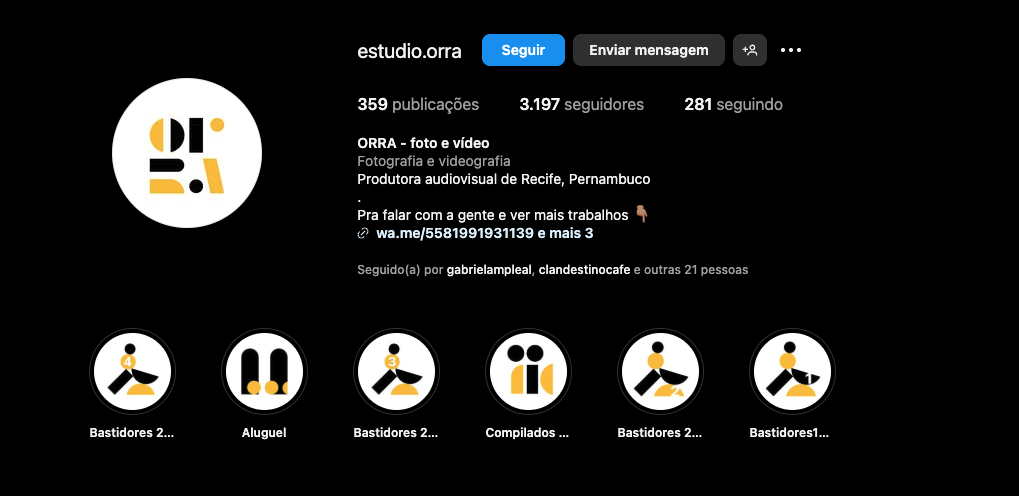 estudio.orra Seguir Enviar mensagem
359 publicações 3.197 seguidores 281 seguindo
ORRA - foto e vídeo
Fotografia e videografia
Produtora audiovisual de Recife, Pernambuco
.
Pra falar com a gente e ver mais trabalhos 👇🏽
wa.me/5581991931139 e mais 3
Seguido(a) por gabrielampleal, clandestinocafe e outras 21 pessoas
ORRA
4 3 2 1
Bastidores 2... Aluguel Bastidores 2... Compilados ... Bastidores 2... Bastidores1...